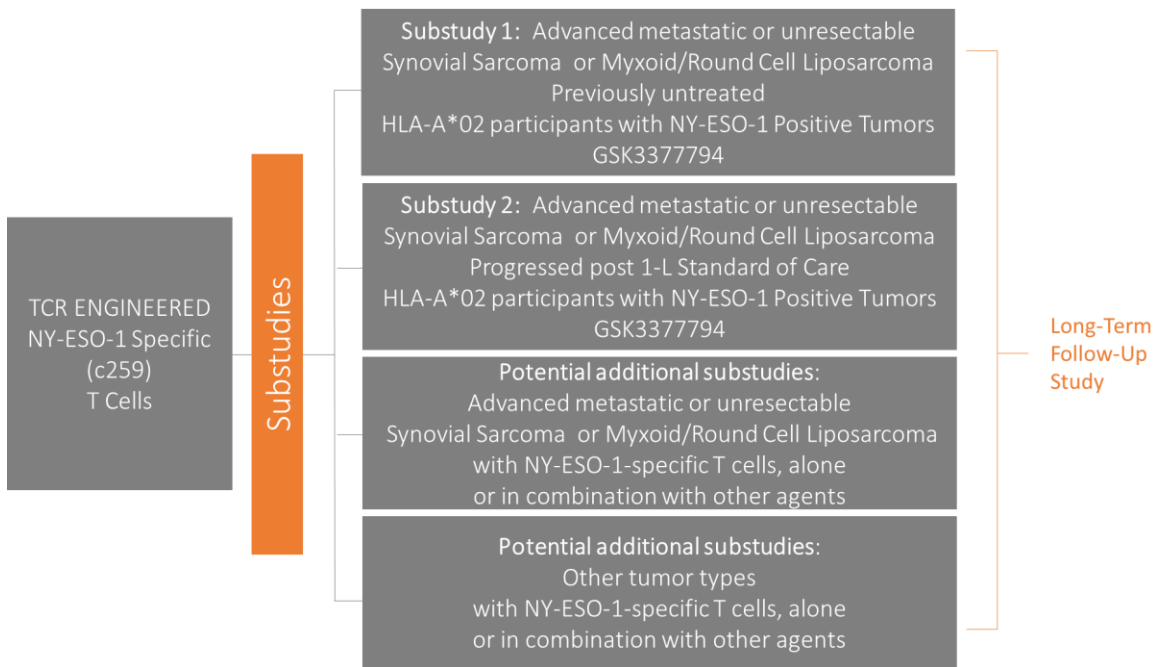 TCR ENGINEERED
NY-ESO-1 Specific
(c259)
T Cells
Substudies
Substudy 1: Advanced metastatic or unresectable
Synovial Sarcoma or Myxoid/Round Cell Liposarcoma
Previously untreated
HLA-A*02 participants with NY-ESO-1 Positive Tumors
GSK3377794
Substudy 2: Advanced metastatic or unresectable
Synovial Sarcoma or Myxoid/Round Cell Liposarcoma
Progressed post 1-L Standard of Care
HLA-A*02 participants with NY-ESO-1 Positive Tumors
GSK3377794
Potential additional substudies:
Advanced metastatic or unresectable
Synovial Sarcoma or Myxoid/Round Cell Liposarcoma
with NY-ESO-1-specific T cells, alone
or in combination with other agents
Potential additional substudies:
Other tumor types
with NY-ESO-1-specific T cells, alone
or in combination with other agents
Long-Term
Follow-Up
Study